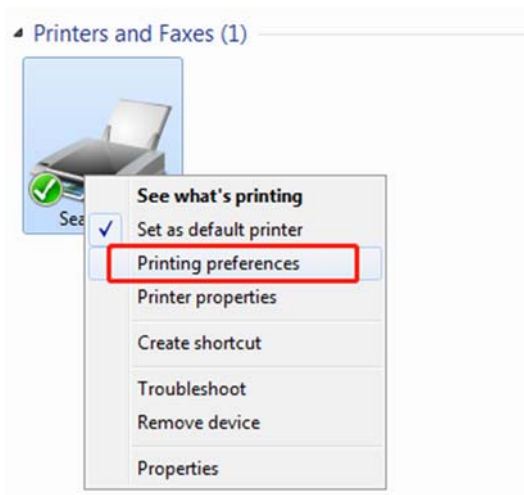 Printers and Faxes (1)
See what's printing
Sea
Set as default printer
Printing preferences
Printer properties
Create shortcut
Troubleshoot
Remove device
Properties